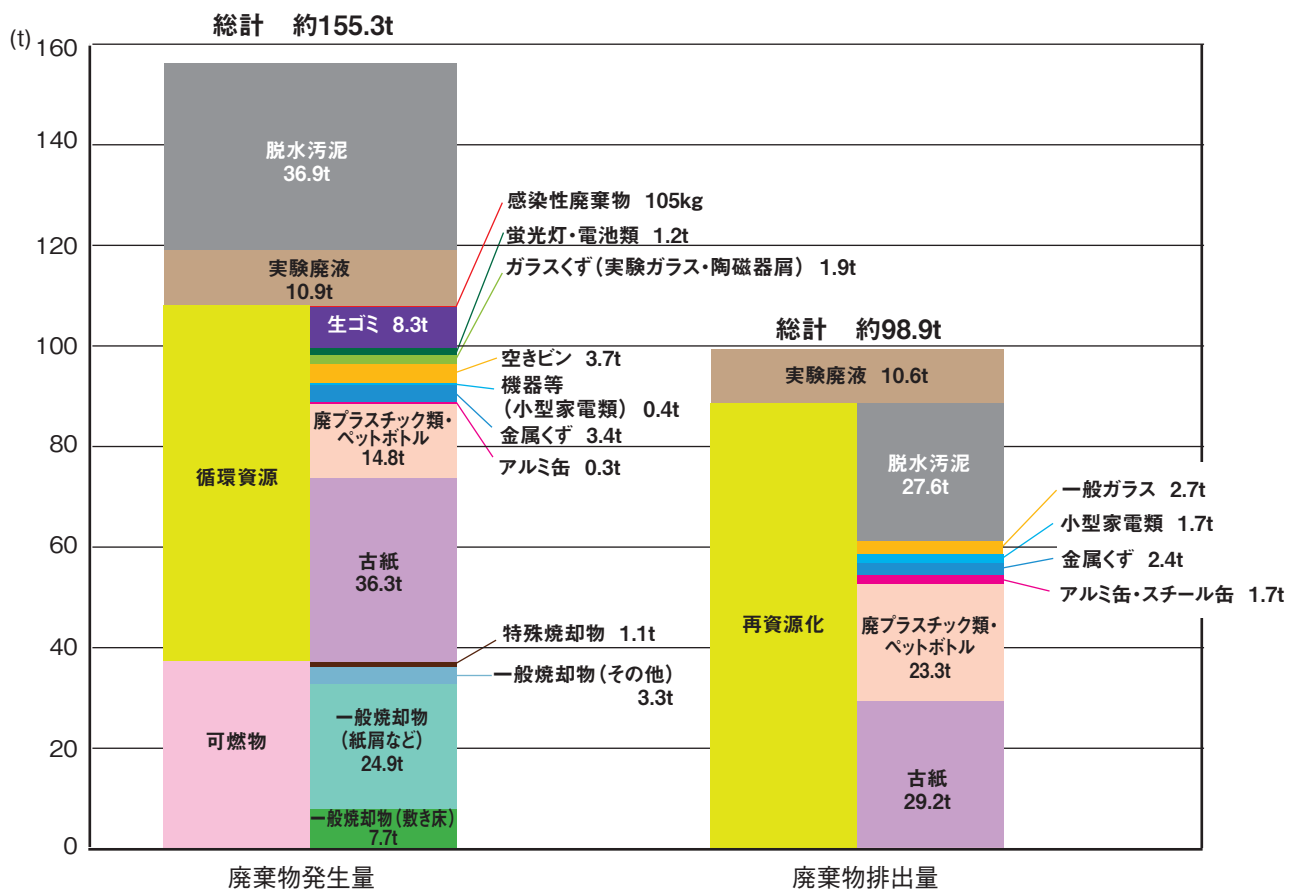 総計　約155.3t
(t)
160
140
120
100
80
60
40
20
0
脱水汚泥
36.9t
実験廃液
10.9t
循環資源
可燃物
生ゴミ 8.3t
廃プラスチック類・
ペットボトル
14.8t
古紙
36.3t
一般焼却物
(紙屑など)
24.9t
一般焼却物(敷き床)
7.7t
感染性廃棄物 105kg
蛍光灯・電池類 1.2t
ガラスくず(実験ガラス・陶磁器屑) 1.9t
空きビン 3.7t
機器等
(小型家電類) 0.4t
金属くず 3.4t
アルミ缶 0.3t
特殊焼却物 1.1t
一般焼却物(その他)
3.3t
廃棄物発生量
総計　約98.9t
実験廃液 10.6t
再資源化
脱水汚泥
27.6t
廃プラスチック類・
ペットボトル
23.3t
古紙
29.2t
一般ガラス 2.7t
小型家電類 1.7t
金属くず 2.4t
アルミ缶・スチール缶 1.7t
廃棄物排出量